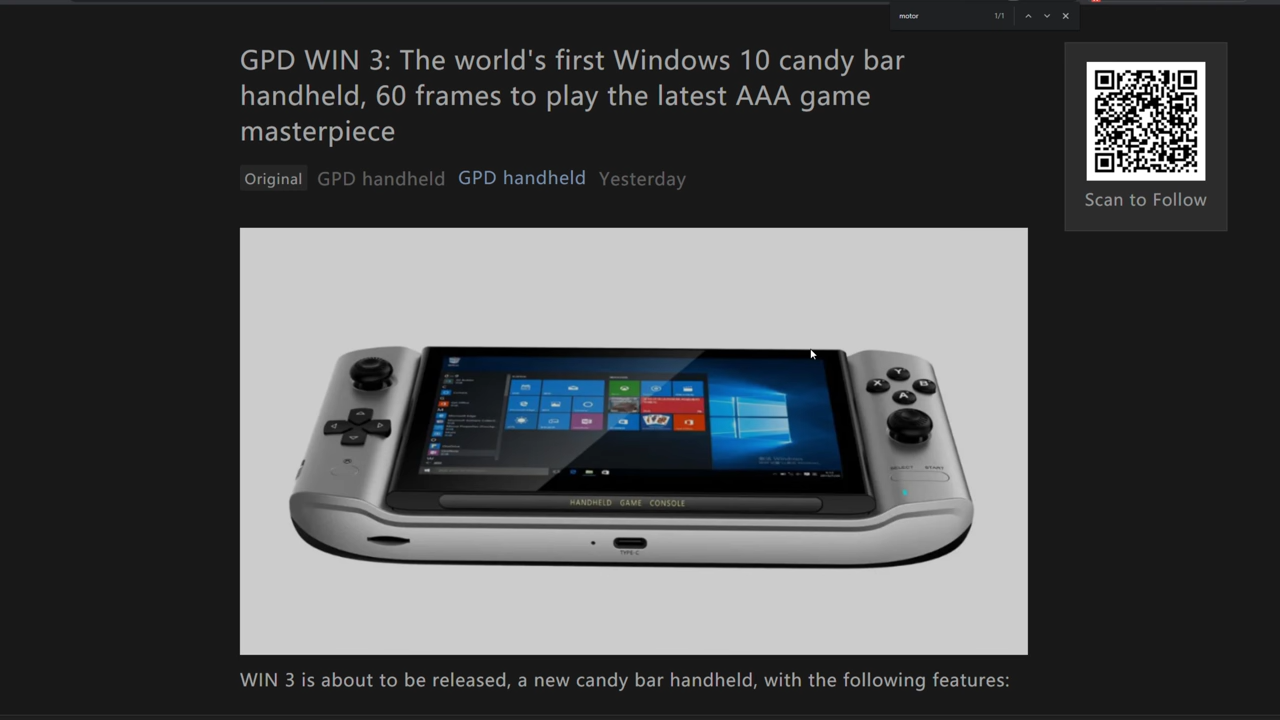 motor 1/1
GPD WIN 3: The world's first Windows 10 candy bar
handheld, 60 frames to play the latest AAA game
masterpiece
Original GPD handheld GPD handheld Yesterday
Scan to Follow
Y
X B
A
SELECT START
HANDHELD GAME CONSOLE
TYPE-C
WIN 3 is about to be released, a new candy bar handheld, with the following features: